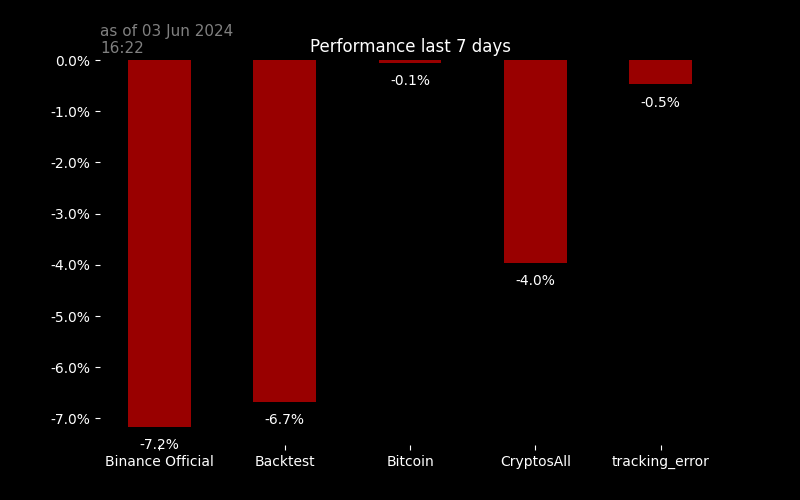 as of 03 Jun 2024
16:22
Performance last 7 days
0.0%
-1.0%
-2.0%
-3.0%
-4.0%
-5.0%
-6.0%
-7.0%
-7.2%
-6.7%
-0.1%
-4.0%
-0.5%
Binance Official
Backtest
Bitcoin
CryptosAll
tracking_error